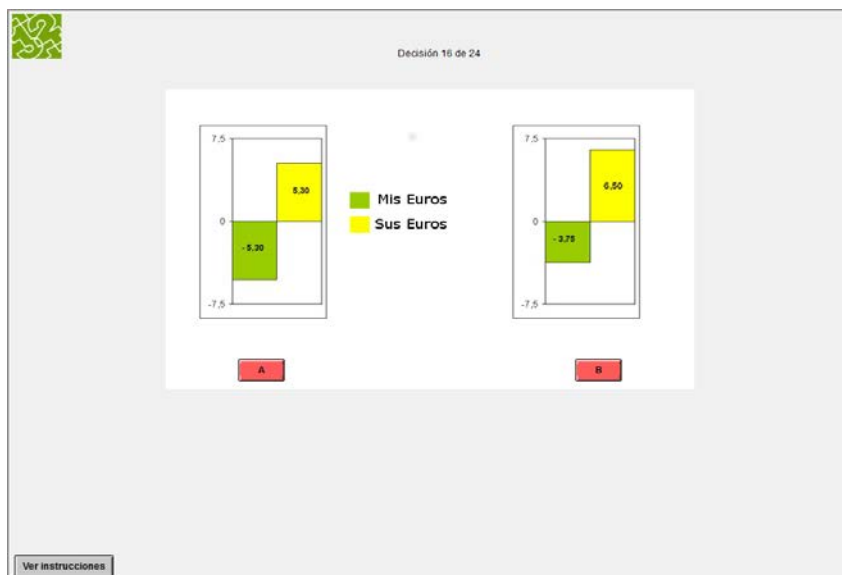 Decisión 16 de 24
7,5
0
-7,5
5,30
- 5,30
Mis Euros
Sus Euros
7,5
0
-7,5
6,50
- 3,75
A
B
Ver instrucciones